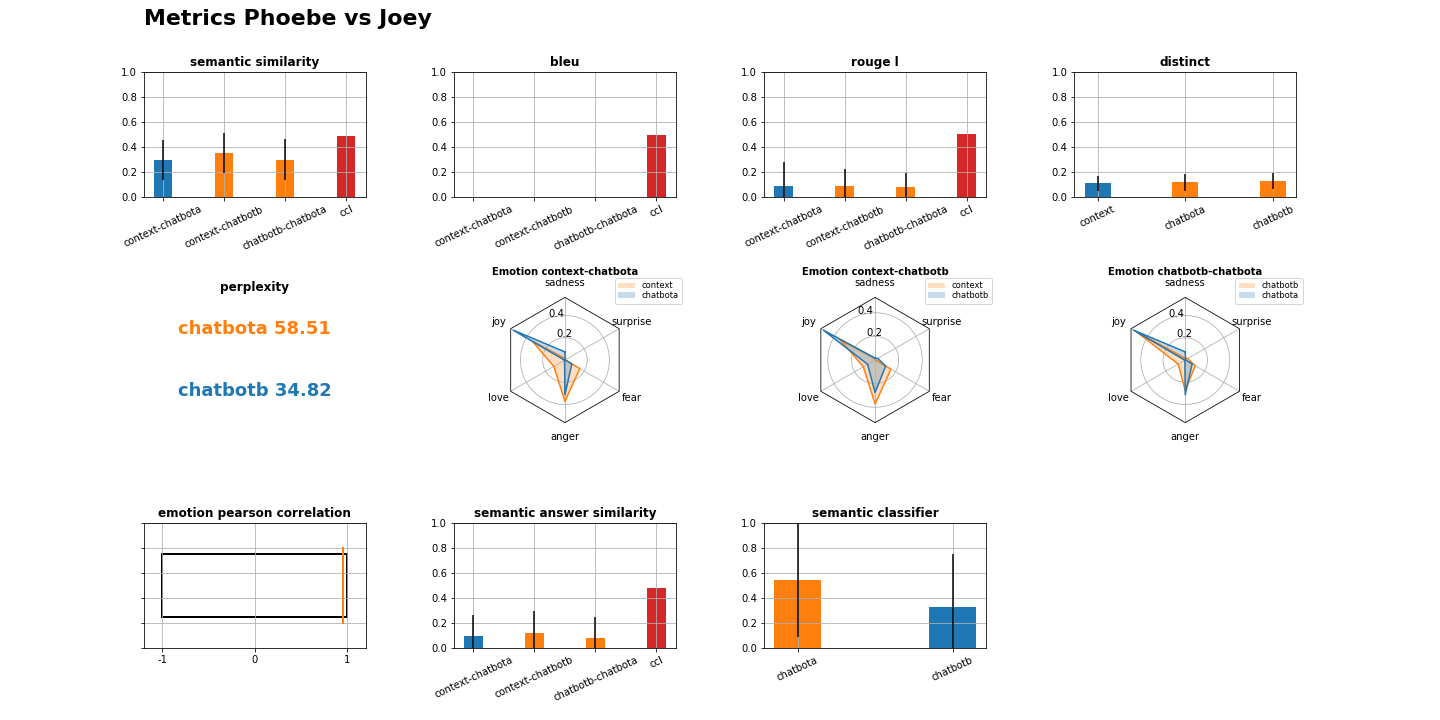 Metrics Phoebe vs Joey
semantic similarity
1.0
0.8
0.6
0.4
0.2
0.0
context-chatbota
context-chatbotb
chatbotb-chatbota
ccl
bleu
1.0
0.8
0.6
0.4
0.2
0.0
context-chatbota
context-chatbotb
chatbotb-chatbota
ccl
rouge l
1.0
0.8
0.6
0.4
0.2
0.0
context-chatbota
context-chatbotb
chatbotb-chatbota
ccl
distinct
1.0
0.8
0.6
0.4
0.2
0.0
context
chatbota
chatbotb
perplexity
chatbota 58.51
chatbotb 34.82
Emotion context-chatbota
sadness
context
chatbota
joy
0.4
surprise
0.2
love
fear
anger
Emotion context-chatbotb
sadness
context
chatbotb
joy
0.4
surprise
0.2
love
fear
anger
Emotion chatbotb-chatbota
sadness
chatbotb
chatbota
joy
0.4
surprise
0.2
love
fear
anger
emotion pearson correlation
-1
0
1
semantic answer similarity
1.0
0.8
0.6
0.4
0.2
0.0
context-chatbota
context-chatbotb
chatbotb-chatbota
ccl
semantic classifier
1.0
0.8
0.6
0.4
0.2
0.0
chatbota
chatbotb